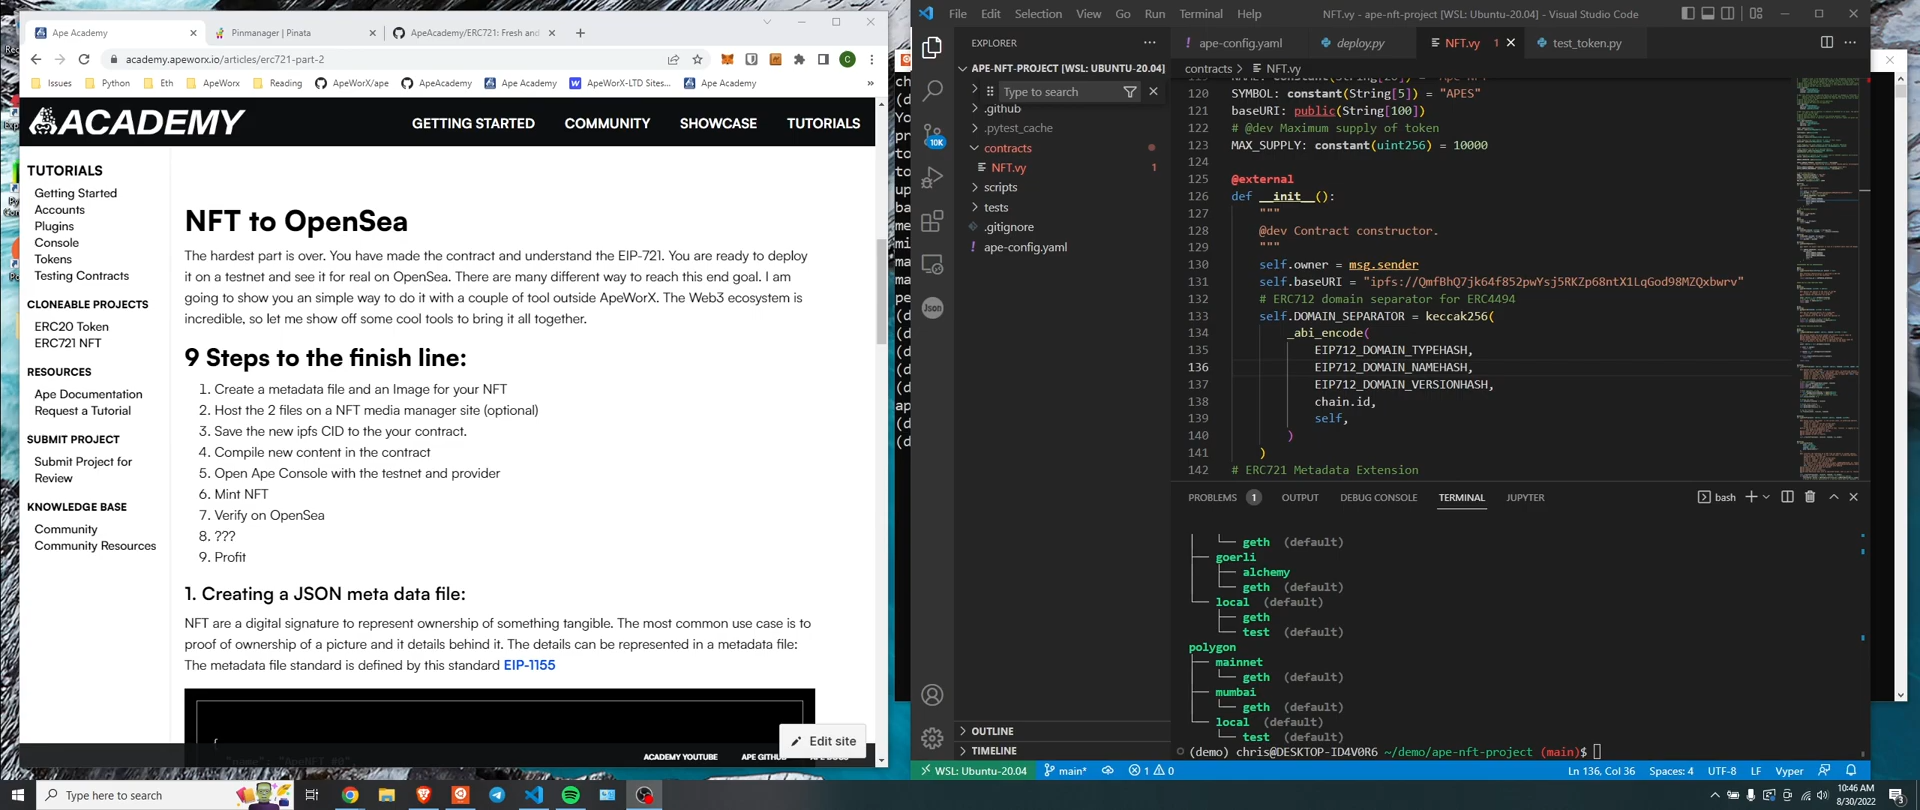 Ape Academy
Pinmanager | Pinata
ApeAcademy/ERC721: Fresh and
academy.apeworx.io/articles/erc721-part-2
Issues
Python
Eth
ApeWorx
Reading
ApeWorX/ape
ApeAcademy
Ape Academy
ApeWorX-LTD Sites...
Ape Academy
ACADEMY
GETTING STARTED
COMMUNITY
SHOWCASE
TUTORIALS
TUTORIALS
Getting Started
Accounts
Plugins
Console
Tokens
Testing Contracts
CLONEABLE PROJECTS
ERC20 Token
ERC721 NFT
RESOURCES
Ape Documentation
Request a Tutorial
SUBMIT PROJECT
Submit Project for
Review
KNOWLEDGE BASE
Community
Community Resources
NFT to OpenSea
The hardest part is over. You have made the contract and understand the EIP-721. You are ready to deploy
it on a testnet and see it for real on OpenSea. There are many different way to reach this end goal. I am
going to show you an simple way to do it with a couple of tool outside ApeWorX. The Web3 ecosystem is
incredible, so let me show off some cool tools to bring it all together.
9 Steps to the finish line:
1. Create a metadata file and an Image for your NFT
2. Host the 2 files on a NFT media manager site (optional)
3. Save the new ipfs CID to the your contract.
4. Compile new content in the contract
5. Open Ape Console with the testnet and provider
6. Mint NFT
7. Verify on OpenSea
8. ???
9. Profit
1. Creating a JSON meta data file:
NFT are a digital signature to represent ownership of something tangible. The most common use case is to
proof of ownership of a picture and it details behind it. The details can be represented in a metadata file:
The metadata file standard is defined by this standard EIP-1155
{
Edit site
ACADEMY YOUTUBE
APE GITHUB
File Edit Selection View Go Run Terminal Help
NFT.vy - ape-nft-project [WSL: Ubuntu-20.04] - Visual Studio Code
EXPLORER
APE-NFT-PROJECT [WSL: UBUNTU-20.04]
Type to search
.github
.pytest_cache
contracts
NFT.vy 1
scripts
tests
.gitignore
ape-config.yaml
OUTLINE
TIMELINE
10K
Json
ape-config.yaml
deploy.py
NFT.vy 1
test_token.py
contracts > NFT.vy
120 SYMBOL: constant(String[5]) = "APES"
121 baseURI: public(String[100])
122 # @dev Maximum supply of token
123 MAX_SUPPLY: constant(uint256) = 10000
124
125 @external
126 def __init__():
127 """
128 @dev Contract constructor.
129 """
130 self.owner = msg.sender
131 self.baseURI = "ipfs://QmfBhQ7jk64f852pwYsj5RKZp68ntX1LqGod98MZQxbwrv"
132 # ERC712 domain separator for ERC4494
133 self.DOMAIN_SEPARATOR = keccak256(
134 _abi_encode(
135 EIP712_DOMAIN_TYPEHASH,
136 EIP712_DOMAIN_NAMEHASH,
137 EIP712_DOMAIN_VERSIONHASH,
138 chain.id,
139 self,
140 )
141 )
142 # ERC721 Metadata Extension
PROBLEMS 1 OUTPUT DEBUG CONSOLE TERMINAL JUPYTER
bash
geth (default)
goerli
alchemy
geth (default)
local (default)
geth
test (default)
polygon
mainnet
geth (default)
mumbai
geth (default)
local (default)
test (default)
(demo) chris@DESKTOP-ID4V0R6 ~/demo/ape-nft-project (main)$
WSL: Ubuntu-20.04
main*
1 0
Ln 136, Col 36
Spaces: 4
UTF-8
LF
Vyper
Type here to search
10:46 AM
8/30/2022